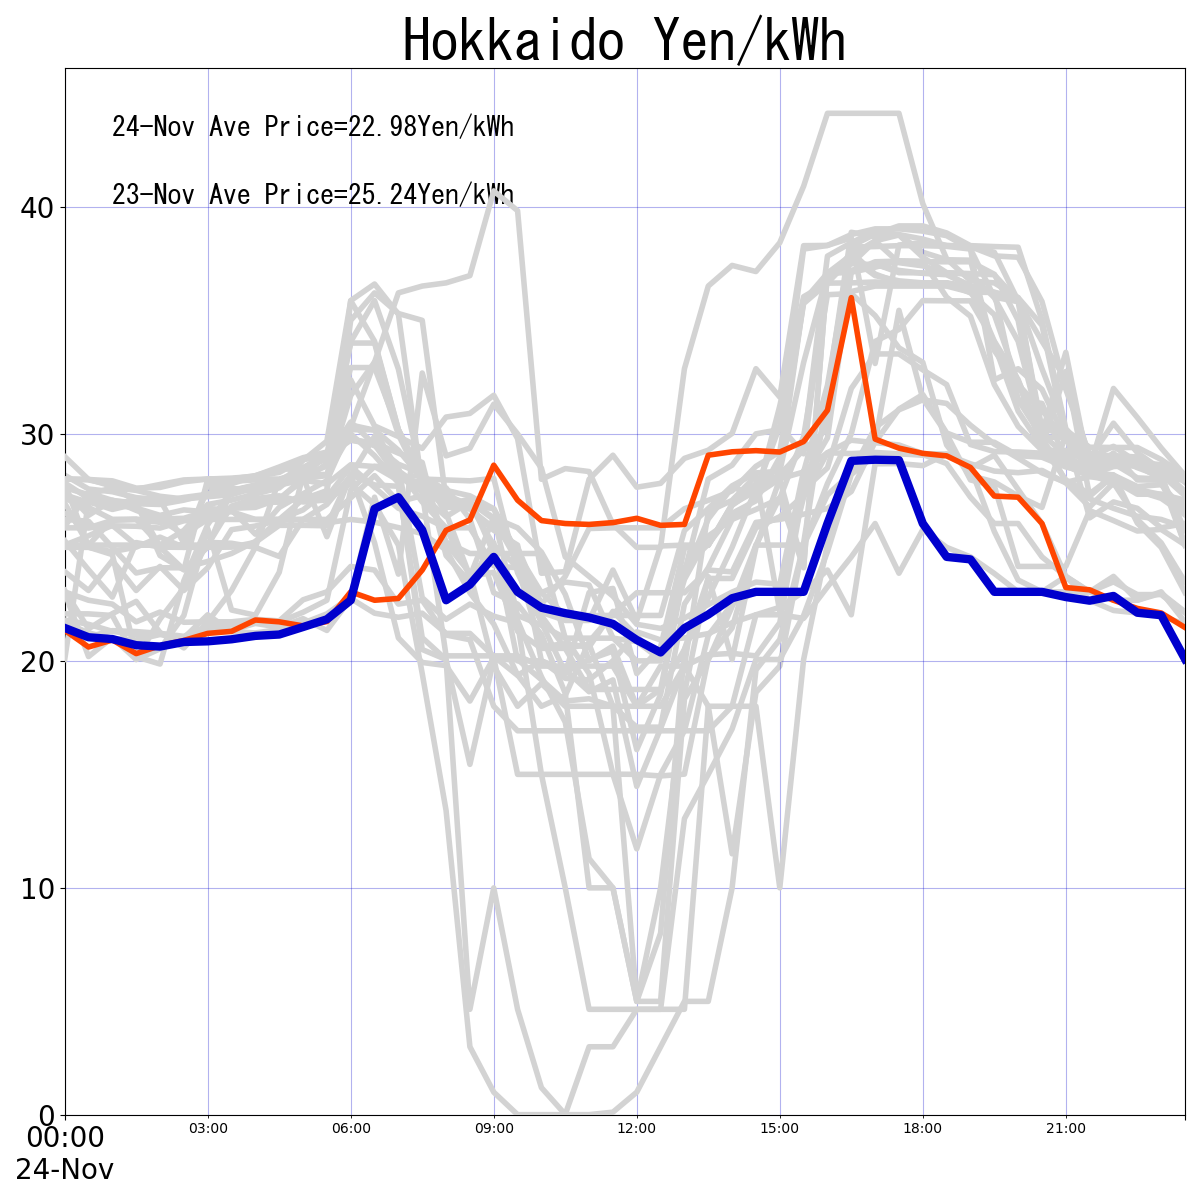 Hokkaido Yen/kWh
24-Nov Ave Price=22.98Yen/kWh
23-Nov Ave Price=25.24Yen/kWh
40
30
20
10
0
00:00 03:00 06:00 09:00 12:00 15:00 18:00 21:00
24-Nov